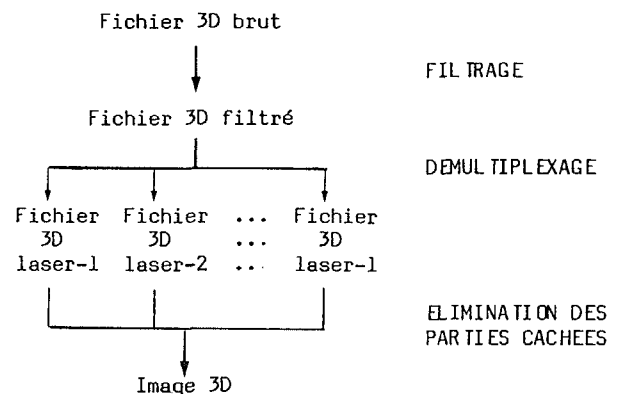 Fichier 3D brut
FILTRAGE
Fichier 3D filtré
DEMULTIPLEXAGE
Fichier Fichier ... Fichier
3D 3D ... 3D
laser-1 laser-2 ... laser-1
ELIMINATION DES
PARTIES CACHEES
Image 3D